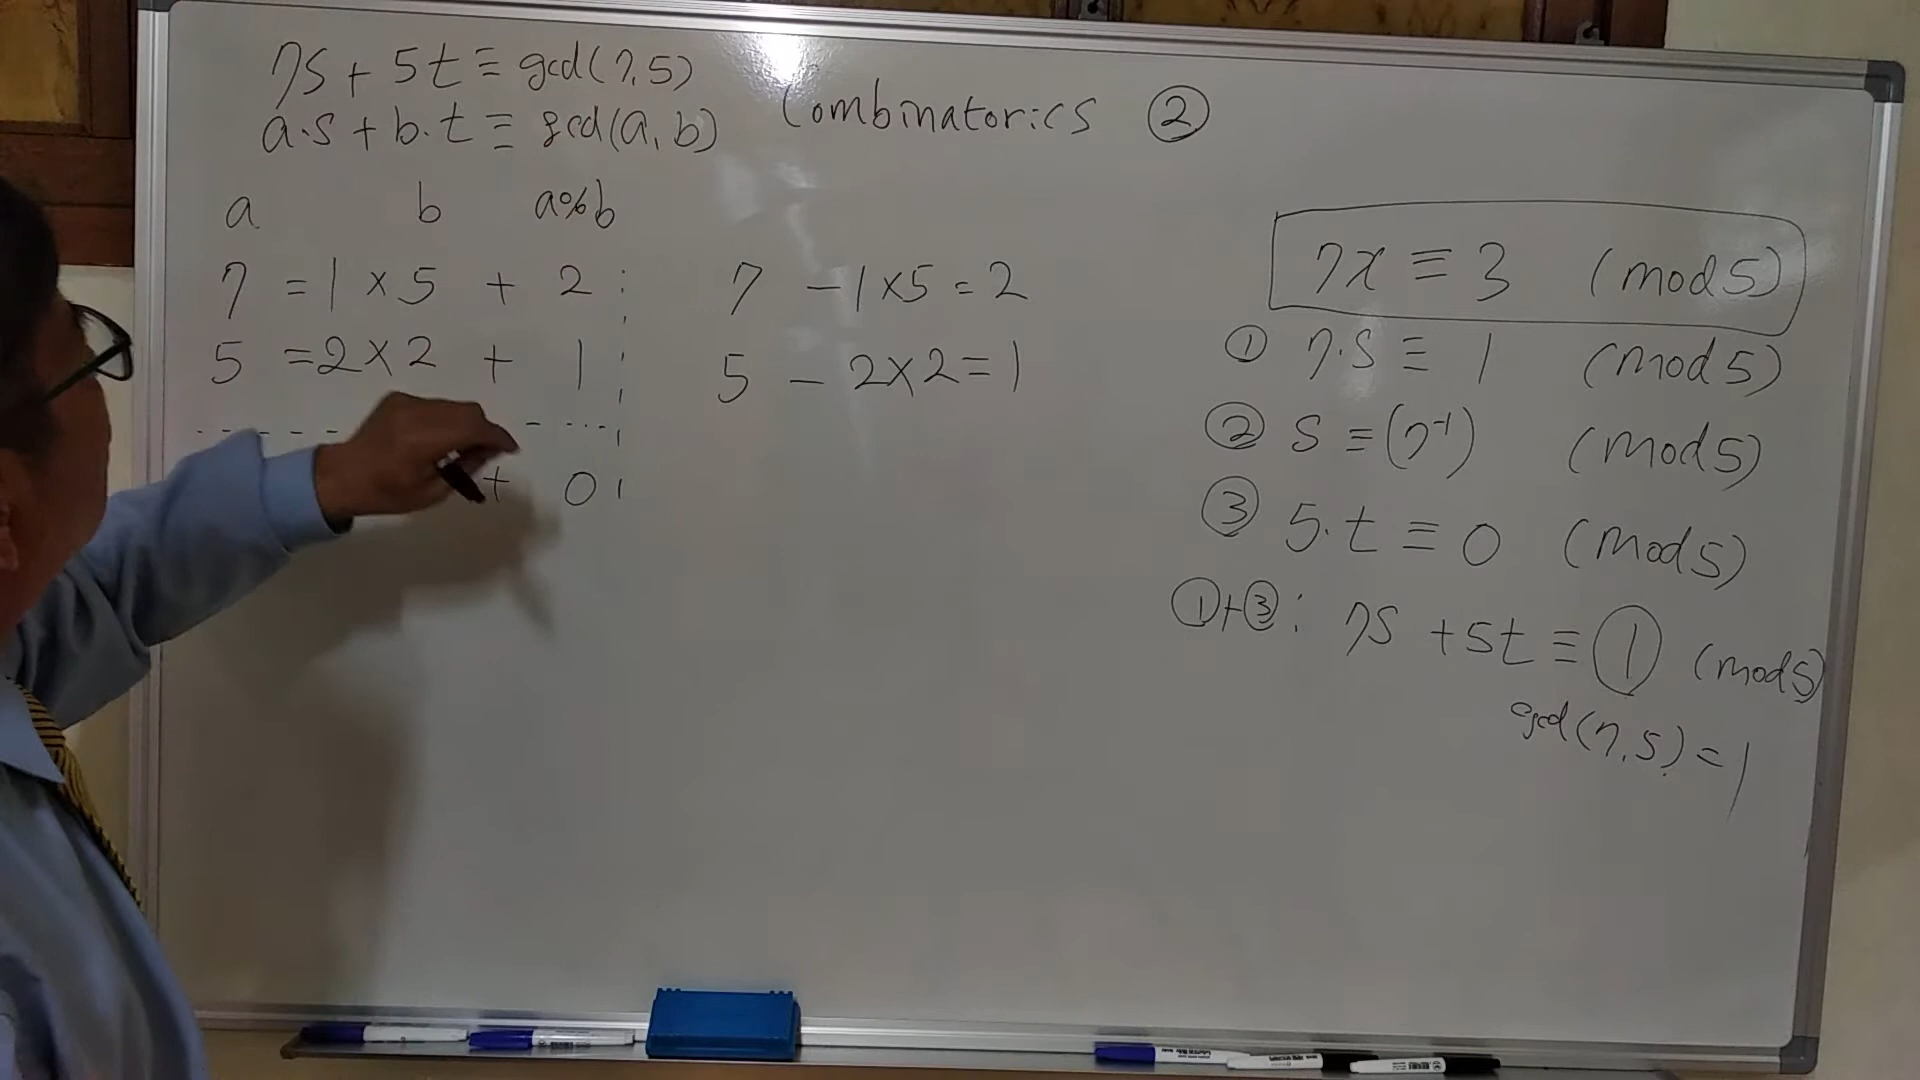 7S + 5t ≡ gcd(7,5)
a·s + b·t ≡ gcd(a, b)
Combinatorics ②
a b a%b
7 = 1 × 5 + 2
5 = 2 × 2 + 1
+ 0
7 - 1 × 5 = 2
5 - 2 × 2 = 1
7x ≡ 3 (mod 5)
① 7·S ≡ 1 (mod 5)
② S ≡ (7⁻¹) (mod 5)
③ 5·t ≡ 0 (mod 5)
①+③: 7S + 5t ≡ 1 (mod 5)
gcd(7,5) = 1